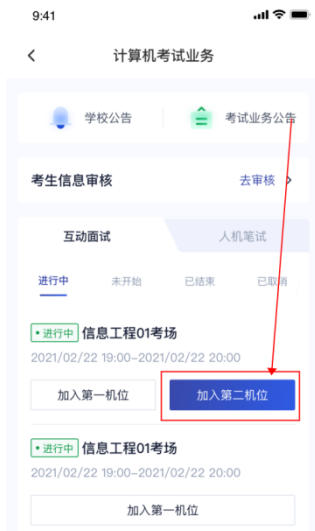 9:41
计算机考试业务
学校公告 考试业务公告
考生信息审核 去审核
互动面试 人机笔试
进行中 未开始 已结束 已取消
进行中 信息工程01考场
2021/02/22 19:00-2021/02/22 20:00
加入第一机位 加入第二机位
进行中 信息工程01考场
2021/02/22 19:00-2021/02/22 20:00
加入第一机位